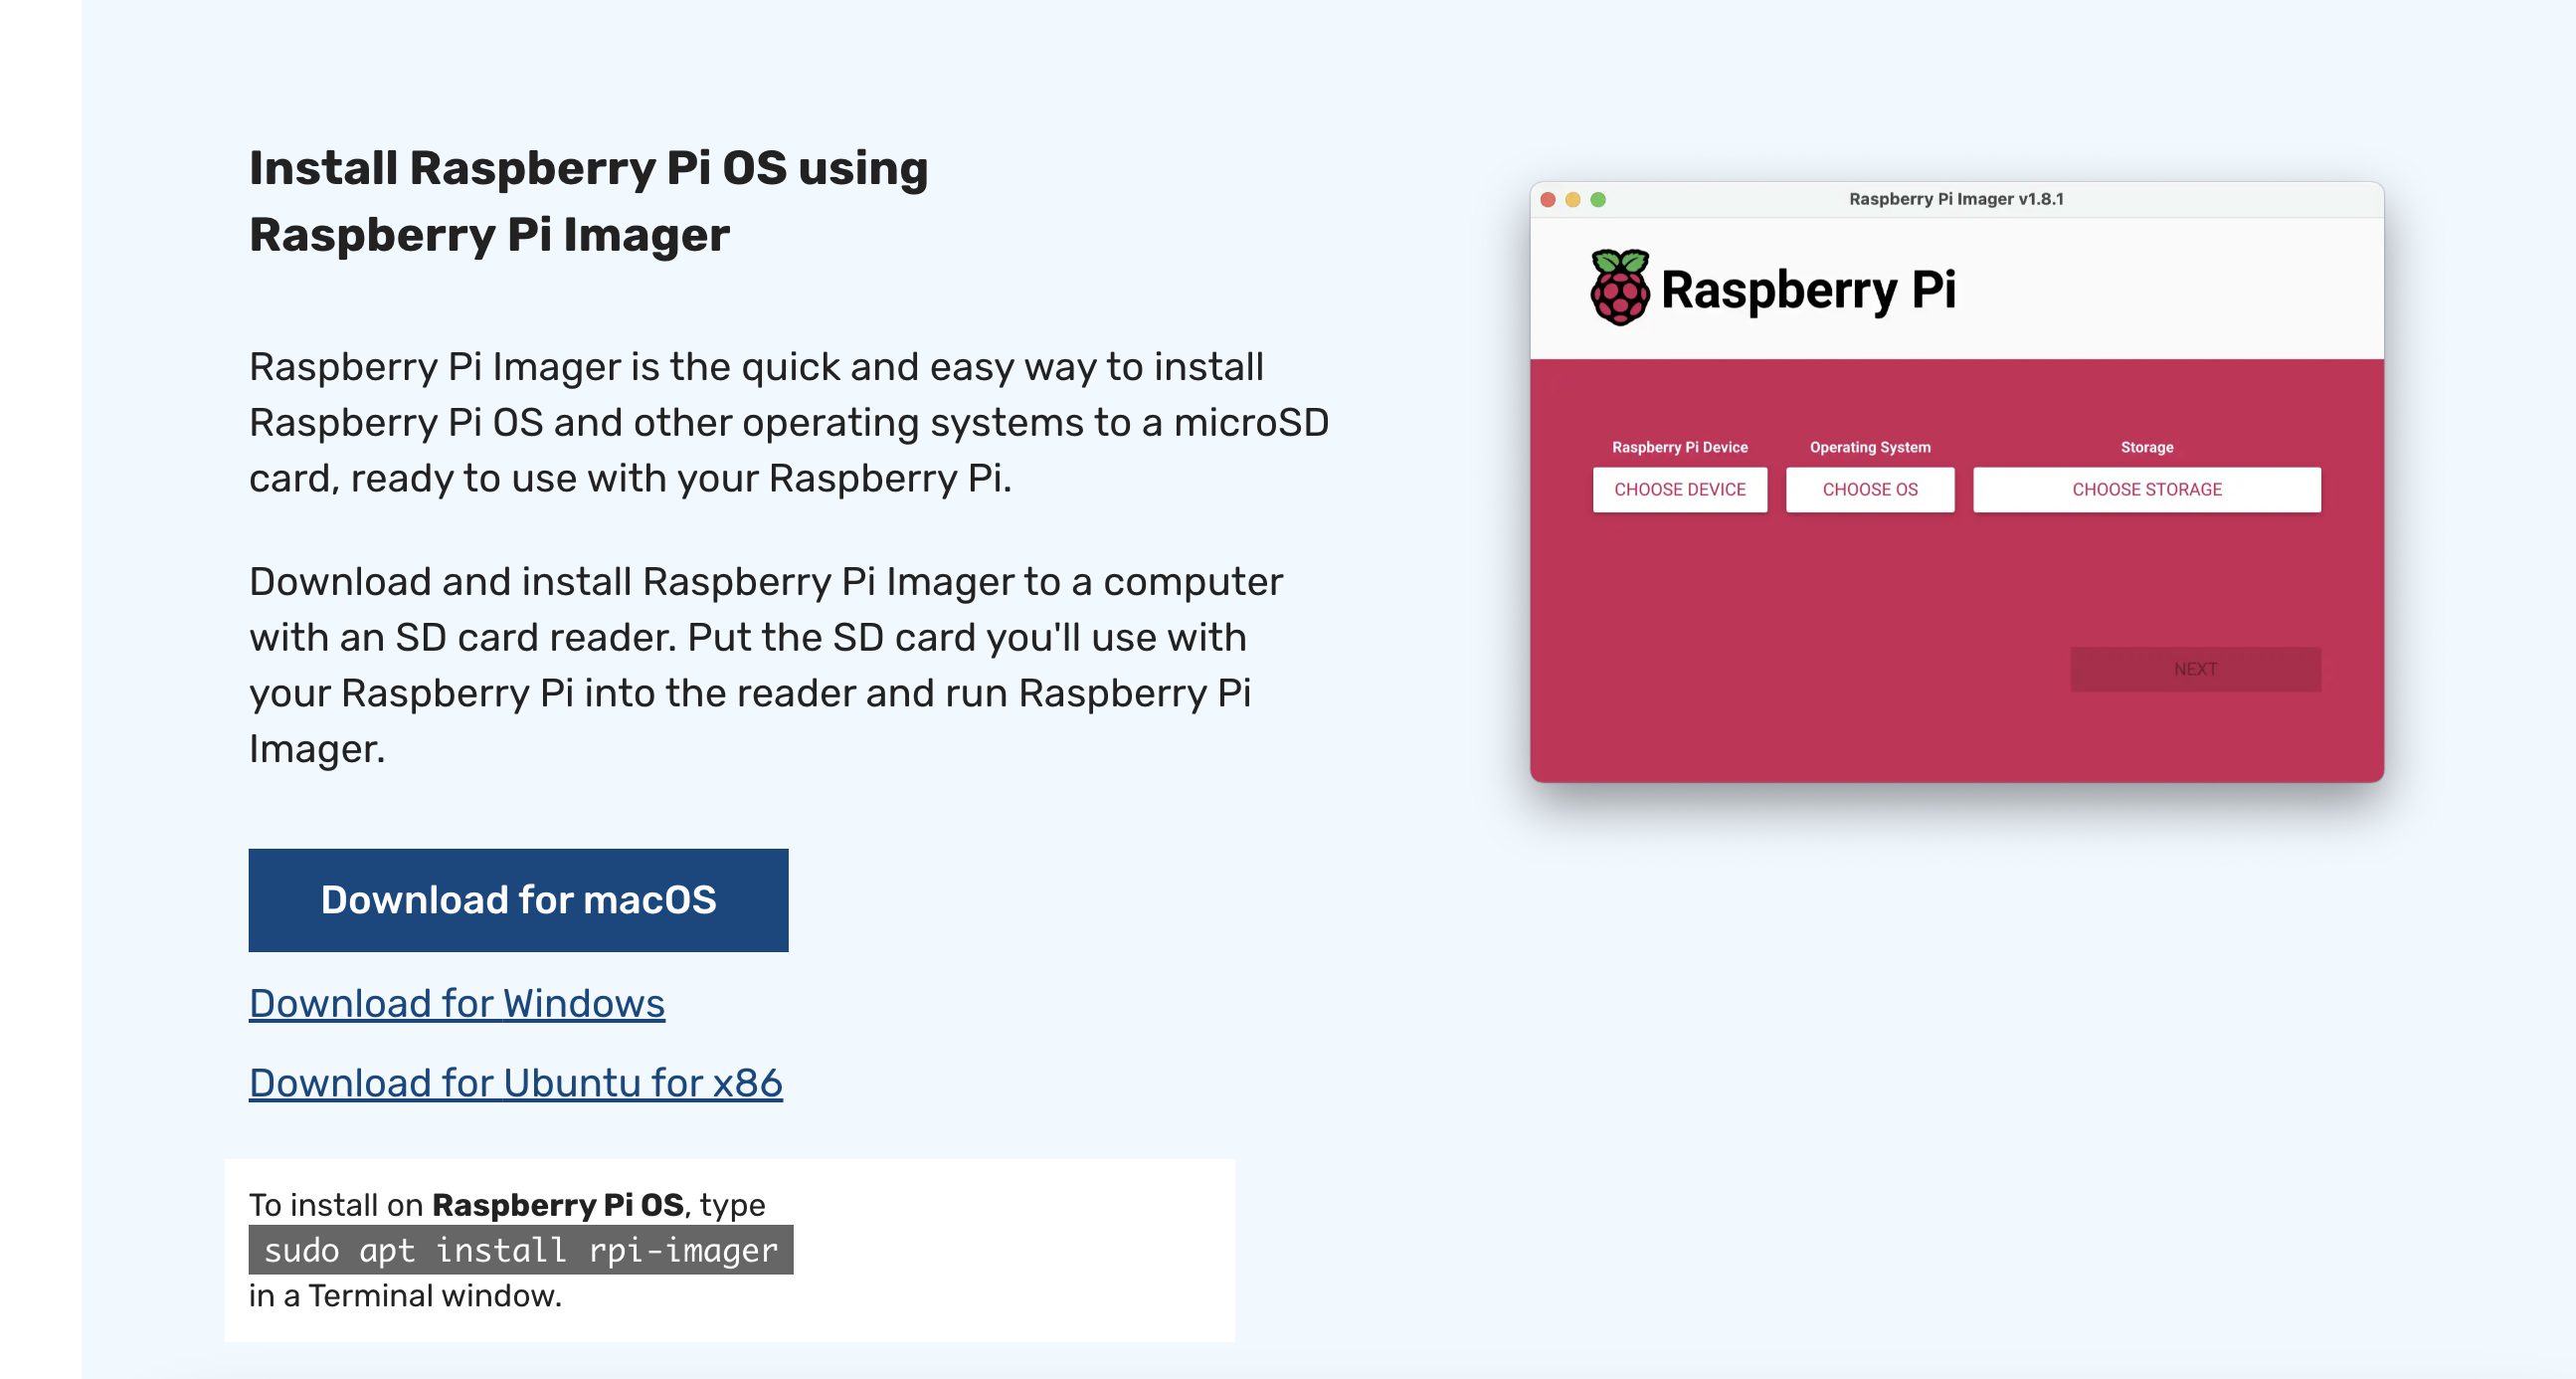 Install Raspberry Pi OS using
Raspberry Pi Imager
Raspberry Pi Imager is the quick and easy way to install
Raspberry Pi OS and other operating systems to a microSD
card, ready to use with your Raspberry Pi.
Download and install Raspberry Pi Imager to a computer
with an SD card reader. Put the SD card you'll use with
your Raspberry Pi into the reader and run Raspberry Pi
Imager.
Download for macOS
Download for Windows
Download for Ubuntu for x86
To install on Raspberry Pi OS, type
sudo apt install rpi-imager
in a Terminal window.
Raspberry Pi Imager v1.8.1
Raspberry Pi
Raspberry Pi Device Operating System Storage
CHOOSE DEVICE CHOOSE OS CHOOSE STORAGE
NEXT